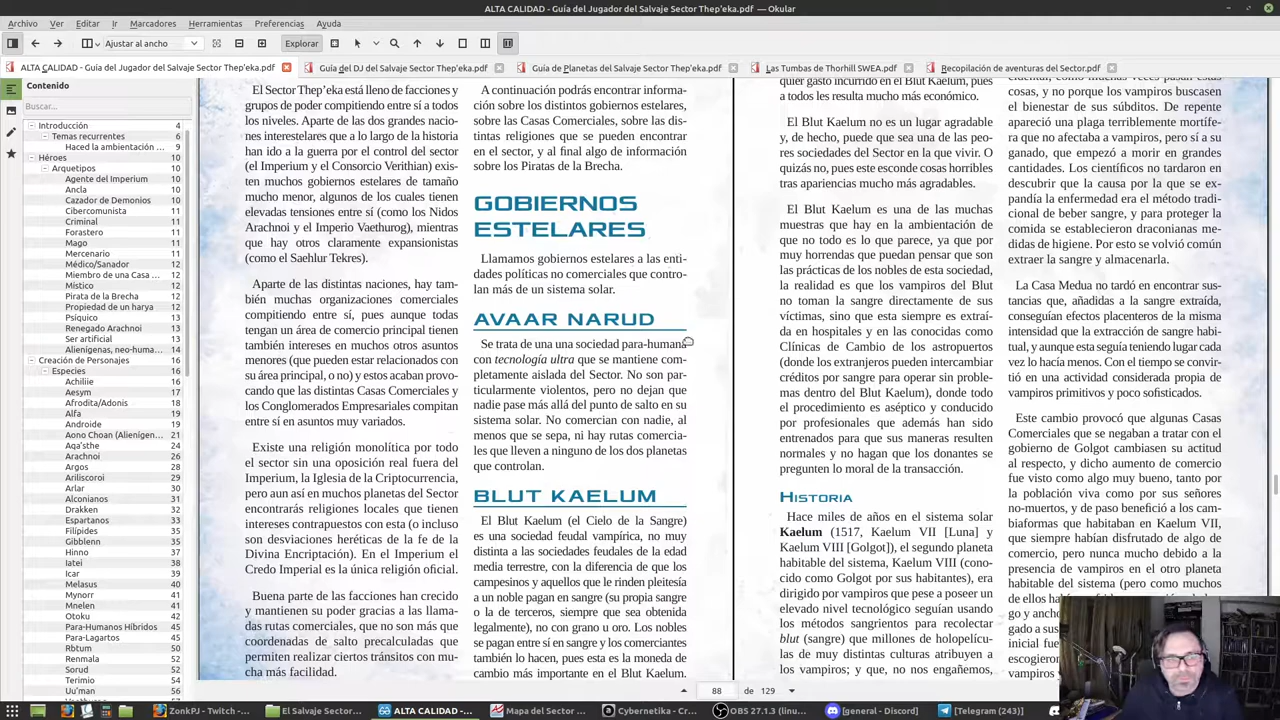 ALTA CALIDAD - Guía del Jugador del Salvaje Sector Thep'eka.pdf — Okular
Archivo Ver Editar Ir Marcadores Herramientas Preferencias Ayuda
Ajustar al ancho Explorar
ALTA CALIDAD - Guía del Jugador del Salvaje Sector Thep'eka.pdf
Guía del DJ del Salvaje Sector Thep'eka.pdf
Guía de Planetas del Salvaje Sector Thep'eka.pdf
Las Tumbas de Thorhill SWEA.pdf
Recopilación de aventuras del Sector.pdf
Contenido
Buscar...
Introducción 4
Temas recurrentes 6
Haced la ambientación ... 9
Héroes 10
Arquetipos 10
Agente del Imperium 10
Ancla 10
Cazador de Demonios 10
Cibercomunista 11
Criminal 11
Forastero 11
Mago 11
Mercenario 11
Médico/Sanador 12
Miembro de una Casa ... 12
Místico 12
Pirata de la Brecha 12
Propiedad de un harya 12
Psíquico 13
Renegado Arachnoi 13
Ser artificial 13
Alienígenas, neo-huma... 14
Creación de Personajes 16
Especies 16
Achiliie 16
Aesym 17
Afrodita/Adonis 18
Alfa 19
Androide 19
Aono Choan (Alienígen... 21
Aqa'sthe 24
Arachnoi 26
Argos 28
Ariliscoroi 29
Arlar 30
Alconianos 31
Drakken 32
Espartanos 33
Filípides 35
Gibblenn 35
Hinno 37
Iatei 38
Icar 39
Melasus 40
Mynorr 41
Mnelen 41
Otoku 42
Para-Humanos Híbridos 45
Para-Lagartos 45
Rbtum 50
Renmala 52
Sorud 52
Terimio 54
Uu'man 56
El Sector Thep'eka está lleno de facciones y
grupos de poder compitiendo entre sí a todos
los niveles. Aparte de las dos grandes nacio-
nes interestelares que a lo largo de la historia
han ido a la guerra por el control del sector
(el Imperium y el Consorcio Verithian) exis-
ten muchos gobiernos estelares de tamaño
mucho menor, algunos de los cuales tienen
elevadas tensiones entre sí (como los Nidos
Arachnoi y el Imperio Vaethurog), mientras
que hay otros claramente expansionistas
(como el Saehlur Tekres).
Aparte de las distintas naciones, hay tam-
bién muchas organizaciones comerciales
compitiendo entre sí, pues aunque todas
tengan un área de comercio principal tienen
también intereses en muchos otros asuntos
menores (que pueden estar relacionados con
su área principal, o no) y estos acaban provo-
cando que las distintas Casas Comerciales y
los Conglomerados Empresariales compitan
entre sí en asuntos muy variados.
Existe una religión monolítica por todo
el sector sin una oposición real fuera del
Imperium, la Iglesia de la Criptocurrencia,
pero aun así en muchos planetas del Sector
encontrarás religiones locales que tienen
intereses contrapuestos con esta (o incluso
son desviaciones heréticas de la fe de la
Divina Encriptación). En el Imperium el
Credo Imperial es la única religión oficial.
Buena parte de las facciones han crecido
y mantienen su poder gracias a las llama-
das rutas comerciales, que no son más que
coordenadas de salto precalculadas que
permiten realizar ciertos tránsitos con mu-
cha más facilidad.
A continuación podrás encontrar informa-
ción sobre los distintos gobiernos estelares,
sobre las Casas Comerciales, sobre las dis-
tintas religiones que se pueden encontrar
en el sector, y al final algo de información
sobre los Piratas de la Brecha.
GOBIERNOS
ESTELARES
Llamamos gobiernos estelares a las enti-
dades políticas no comerciales que contro-
lan más de un sistema solar.
AVAAR NARUD
Se trata de una una sociedad para-humana
con tecnología ultra que se mantiene com-
pletamente aislada del Sector. No son par-
ticularmente violentos, pero no dejan que
nadie pase más allá del punto de salto en su
sistema solar. No comercian con nadie, al
menos que se sepa, ni hay rutas comercia-
les que lleven a ninguno de los dos planetas
que controlan.
BLUT KAELUM
El Blut Kaelum (el Cielo de la Sangre)
es una sociedad feudal vampírica, no muy
distinta a las sociedades feudales de la edad
media terrestre, con la diferencia de que los
campesinos y aquellos que le rinden pleitesía
a un noble pagan en sangre (su propia sangre
o la de terceros, siempre que sea obtenida
legalmente), no con grano u oro. Los nobles
se pagan entre sí en sangre y los comerciantes
también lo hacen, pues esta es la moneda de
cambio más importante en el Blut Kaelum.
quier gasto incurrido en el Blut Kaelum, pues
a todos les resulta mucho más económico.
El Blut Kaelum no es un lugar agradable
y, de hecho, puede que sea una de las peo-
res sociedades del Sector en la que vivir. O
quizás no, pues este esconde cosas horribles
tras apariencias mucho más agradables.
El Blut Kaelum es una de las muchas
muestras que hay en la ambientación de
que no todo es lo que parece, ya que por
muy horrendas que puedan pensar que son
las prácticas de los nobles de esta sociedad,
la realidad es que los vampiros del Blut
no toman la sangre directamente de sus
víctimas, sino que esta siempre es extraí-
da en hospitales y en las conocidas como
Clínicas de Cambio de los astropuertos
(donde los extranjeros pueden intercambiar
créditos por sangre para operar sin proble-
mas dentro del Blut Kaelum), donde todo
el procedimiento es aséptico y conducido
por profesionales que además han sido
entrenados para que sus maneras resulten
normales y no hagan que los donantes se
pregunten lo moral de la transacción.
Historia
Hace miles de años en el sistema solar
Kaelum (1517, Kaelum VII [Luna] y
Kaelum VIII [Golgot]), el segundo planeta
habitable del sistema, Kaelum VIII (cono-
cido como Golgot por sus habitantes), era
dirigido por vampiros que pese a poseer un
elevado nivel tecnológico seguían usando
los métodos sangrientos para recolectar
blut (sangre) que millones de holopelícu-
las de muy distintas culturas atribuyen a
los vampiros; y que, no nos engañemos,
cosas, y no porque los vampiros buscasen
el bienestar de sus súbditos. De repente
apareció una plaga terriblemente mortífe-
ra que no afectaba a vampiros, pero sí a su
ganado, que empezó a morir en grandes
cantidades. Los científicos no tardaron en
descubrir que la causa por la que se ex-
pandía la enfermedad era el método tradi-
cional de beber sangre, y para proteger la
comida se establecieron draconianas me-
didas de higiene. Por esto se volvió común
extraer la sangre y almacenarla.
La Casa Medua no tardó en encontrar sus-
tancias que, añadidas a la sangre extraída,
conseguían efectos placenteros de la misma
intensidad que la extracción de sangre habi-
tual, y aunque esta seguía teniendo lugar cada
vez lo hacía menos. Con el tiempo se convir-
tió en una actividad considerada propia de
vampiros primitivos y poco sofisticados.
Este cambio provocó que algunas Casas
Comerciales que se negaban a tratar con el
gobierno de Golgot cambiasen su actitud
al respecto, y dicho aumento de comercio
fue visto como algo muy bueno, tanto por
la población viva como por sus señores
no-muertos, y de paso benefició a los cam-
biaformas que habitaban en Kaelum VII,
que siempre habían disfrutado de algo de
comercio, pero nunca mucho debido a la
presencia de vampiros en el otro planeta
habitable del sistema (pero como muchos
de ellos
go y
gado a
inicial
escogieron
vampiros
88 de 129
ZonkPJ - Twitch -...
El Salvaje Sector...
ALTA CALIDAD -...
Mapa del Sector ...
Cybernetika - Cr...
OBS 27.1.3 (linu...
[general - Discord]
[Telegram (243)]